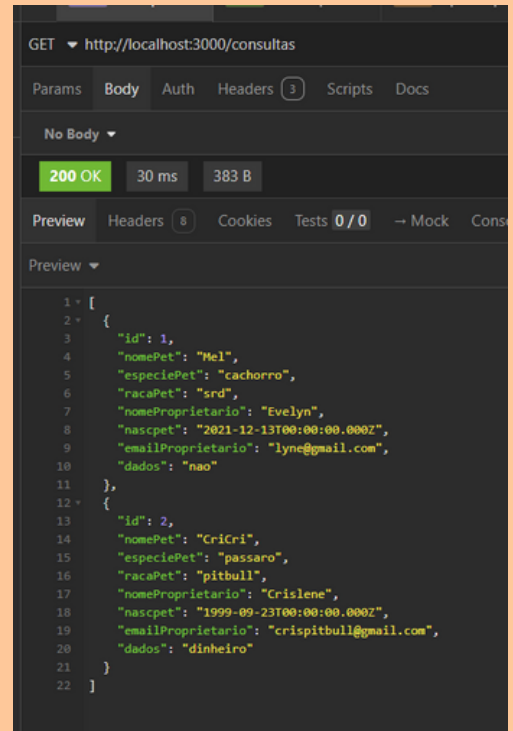 GET http://localhost:3000/consultas
Params Body Auth Headers 3 Scripts Docs
No Body
200 OK 30 ms 383 B
Preview Headers 8 Cookies Tests 0 / 0 → Mock
Preview
1 [
2 {
3 "id": 1,
4 "nomePet": "Mel",
5 "especiePet": "cachorro",
6 "racaPet": "srd",
7 "nomeProprietario": "Evelyn",
8 "nascpet": "2021-12-13T00:00:00.000Z",
9 "emailProprietario": "lyne@gmail.com",
10 "dados": "nao"
11 },
12 {
13 "id": 2,
14 "nomePet": "CriCri",
15 "especiePet": "passaro",
16 "racaPet": "pitbull",
17 "nomeProprietario": "Crislene",
18 "nascpet": "1999-09-23T00:00:00.000Z",
19 "emailProprietario": "crispitbull@gmail.com",
20 "dados": "dinheiro"
21 }
22 ]